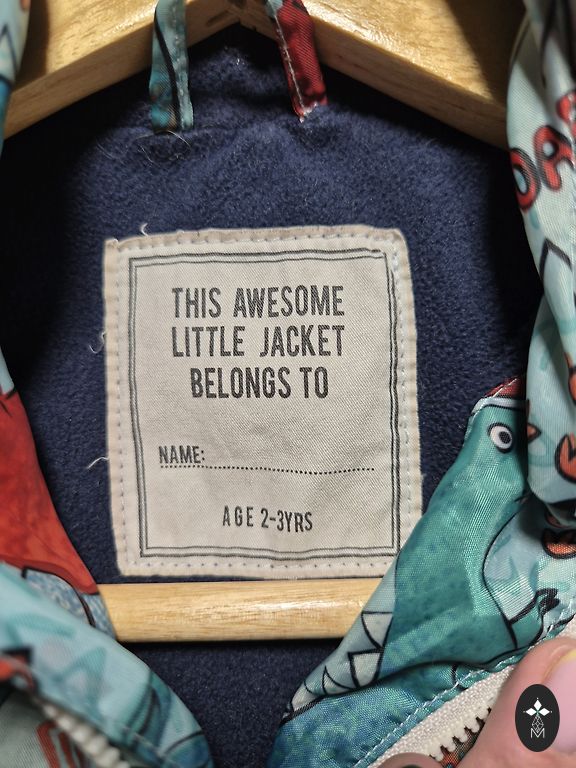 THIS AWESOME
LITTLE JACKET
BELONGS TO
NAME:
AGE 2-3YRS